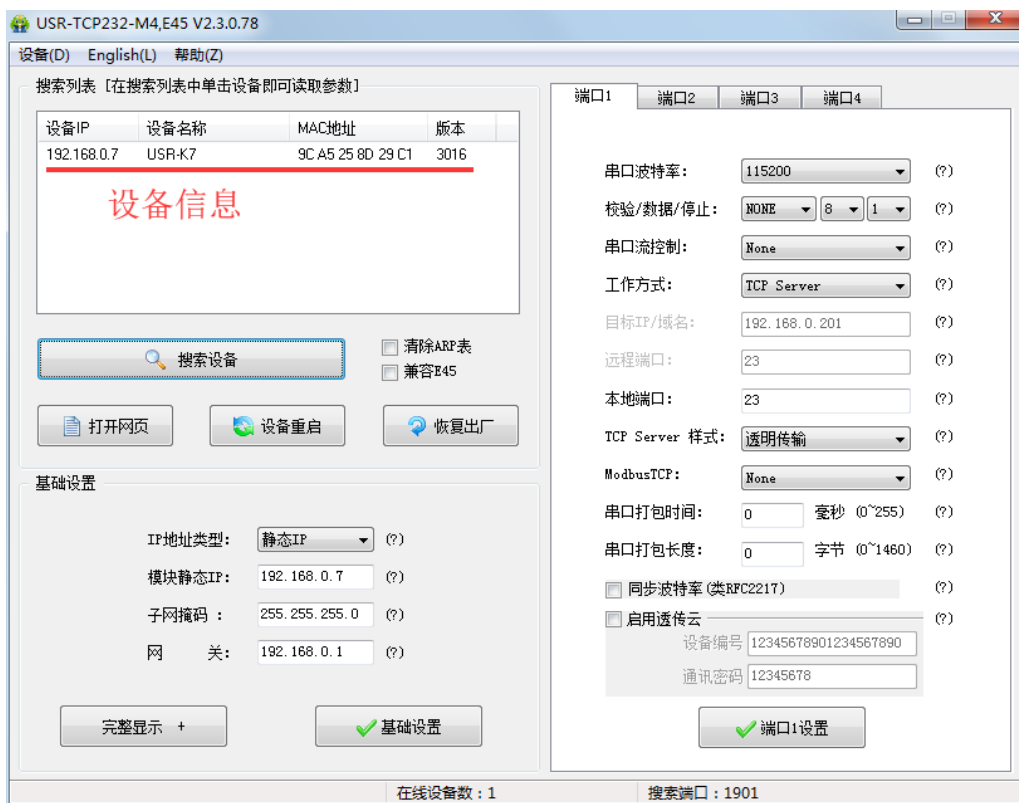 USR-TCP232-M4,E45 V2.3.0.78
设备(D) English(L) 帮助(Z)
搜索列表 [在搜索列表中单击设备即可读取参数]
设备IP 设备名称 MAC地址 版本
192.168.0.7 USR-K7 9C A5 25 8D 29 C1 3016
设备信息
搜索设备
清除ARP表
兼容E45
打开网页 设备重启 恢复出厂
基础设置
IP地址类型: 静态IP (?)
模块静态IP: 192.168.0.7 (?)
子网掩码 : 255.255.255.0 (?)
网 关: 192.168.0.1 (?)
完整显示 + 基础设置
端口1 端口2 端口3 端口4
串口波特率: 115200 (?)
校验/数据/停止: NONE 8 1 (?)
串口流控制: None (?)
工作方式: TCP Server (?)
目标IP/域名: 192.168.0.201 (?)
远程端口: 23 (?)
本地端口: 23 (?)
TCP Server 样式: 透明传输 (?)
ModbusTCP: None (?)
串口打包时间: 0 毫秒 (0~255) (?)
串口打包长度: 0 字节 (0~1460) (?)
同步波特率(类RFC2217) (?)
启用透传云 (?)
设备编号 12345678901234567890
通讯密码 12345678
端口1设置
在线设备数：1 搜索端口：1901